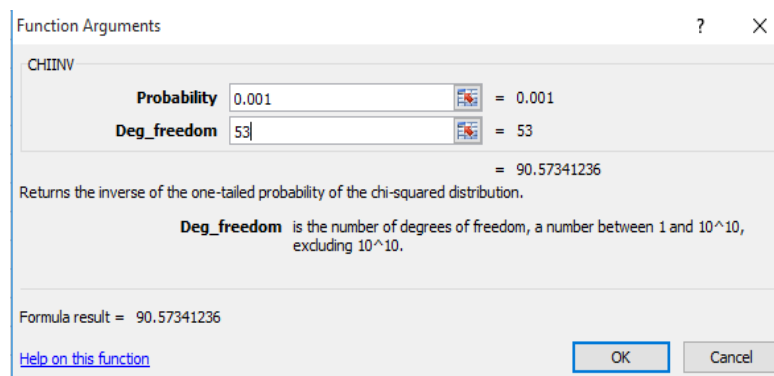 Function Arguments ? X
CHIINV
Probability 0.001 = 0.001
Deg_freedom 53 = 53
= 90.57341236
Returns the inverse of the one-tailed probability of the chi-squared distribution.
Deg_freedom is the number of degrees of freedom, a number between 1 and 10^10,
excluding 10^10.
Formula result = 90.57341236
Help on this function OK Cancel